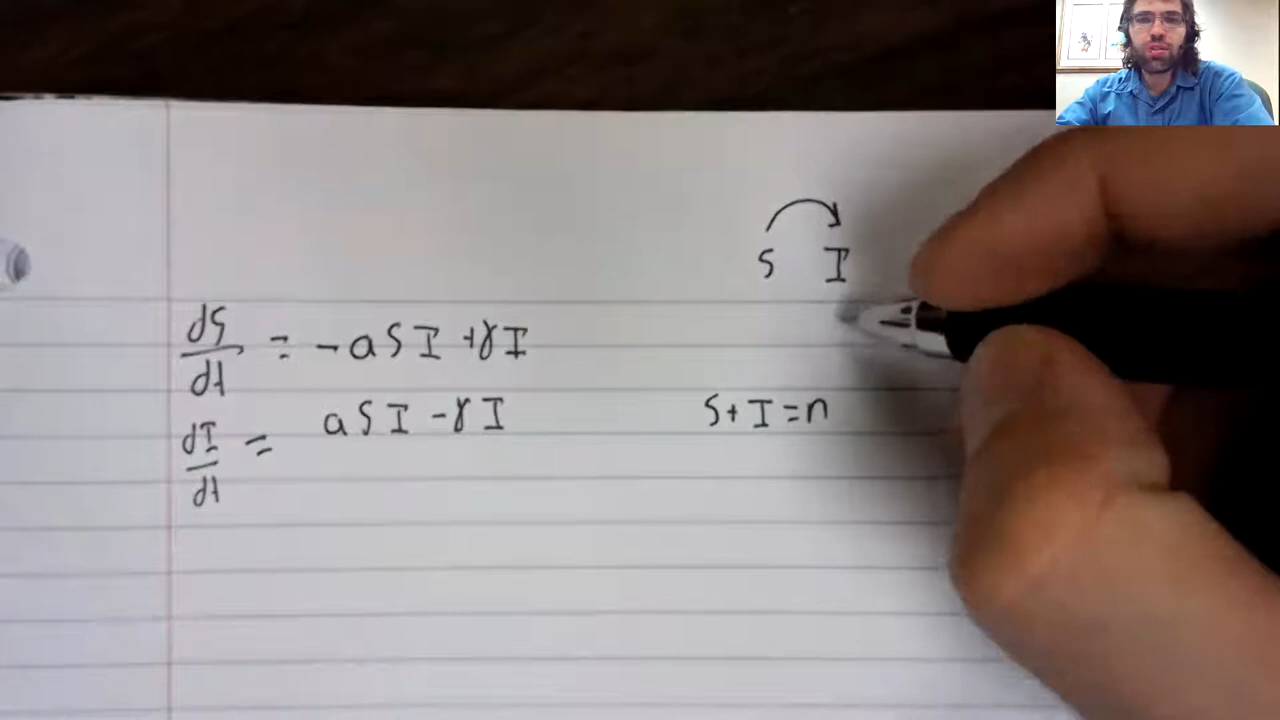 S I
dS/dt = -aSI + γI
dI/dt = aSI - γI
S + I = n